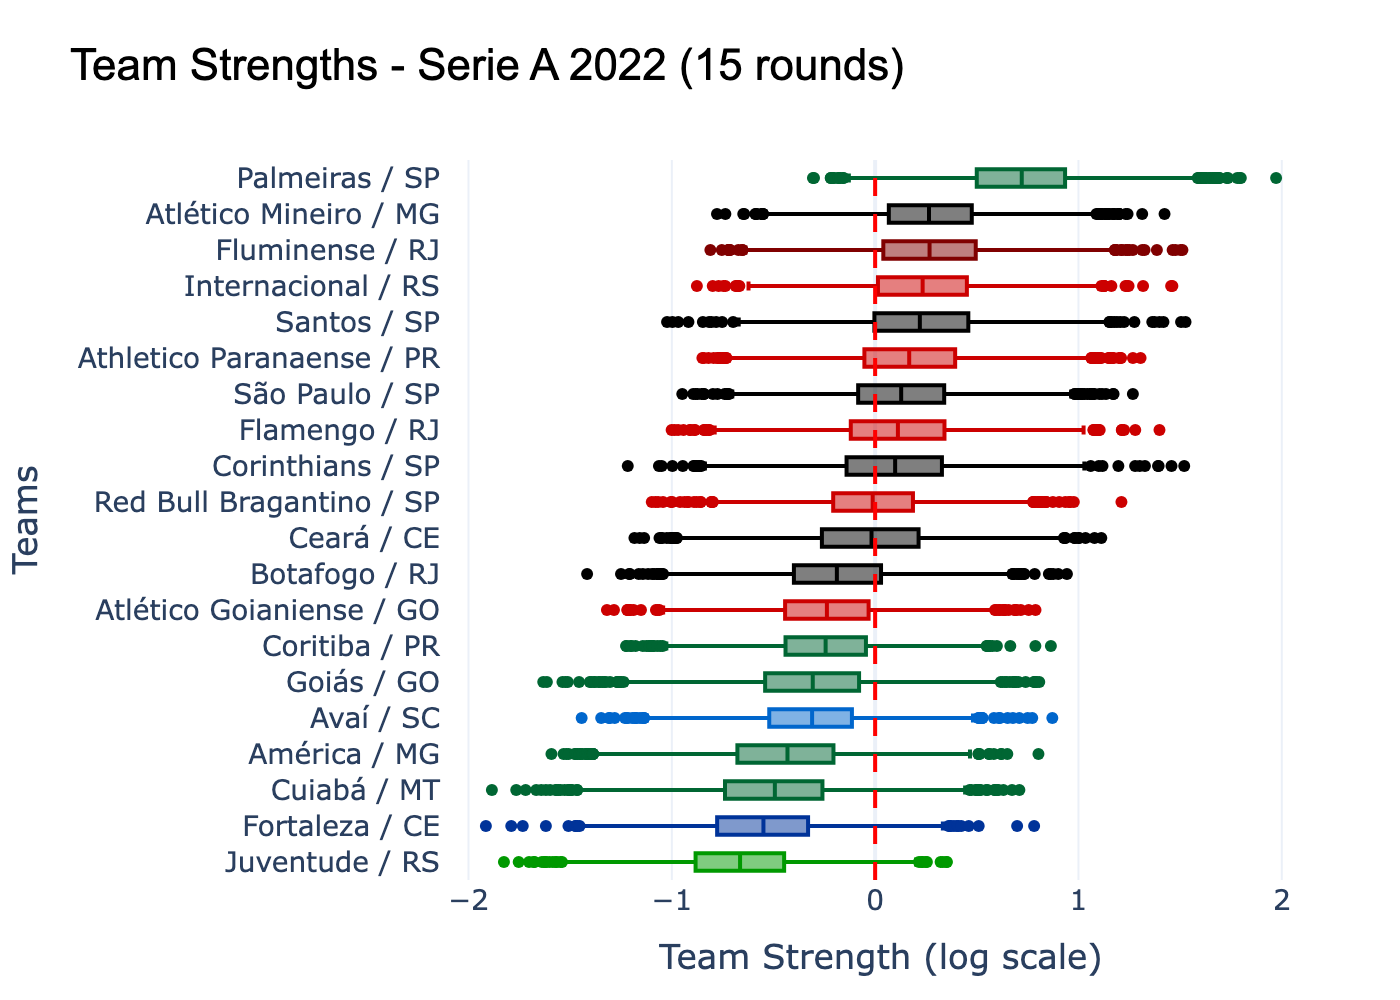 Team Strengths - Serie A 2022 (15 rounds)
Palmeiras / SP
Atlético Mineiro / MG
Fluminense / RJ
Internacional / RS
Santos / SP
Athletico Paranaense / PR
São Paulo / SP
Flamengo / RJ
Corinthians / SP
Red Bull Bragantino / SP
Ceará / CE
Botafogo / RJ
Atlético Goianiense / GO
Coritiba / PR
Goiás / GO
Avaí / SC
América / MG
Cuiabá / MT
Fortaleza / CE
Juventude / RS
Teams
−2 −1 0 1 2
Team Strength (log scale)